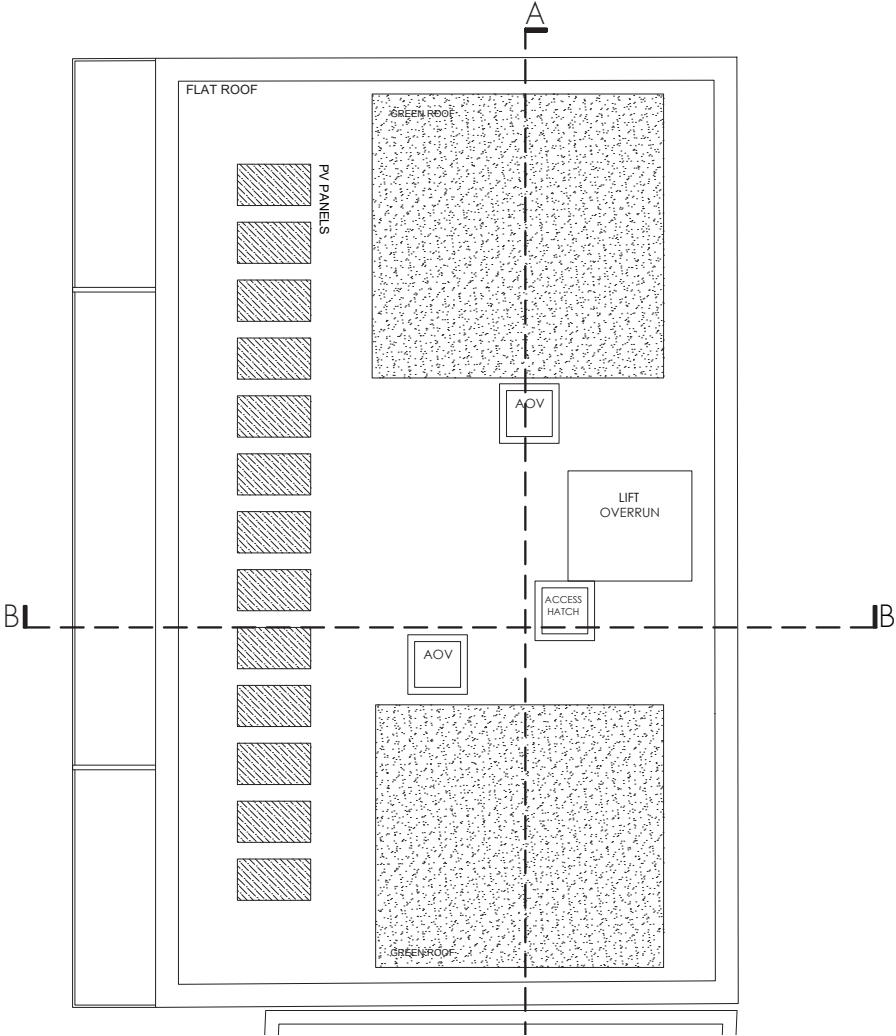 A
FLAT ROOF
GREEN ROOF
PV PANELS
AOV
LIFT
OVERRUN
ACCESS
HATCH
B
B
AOV
GREEN ROOF